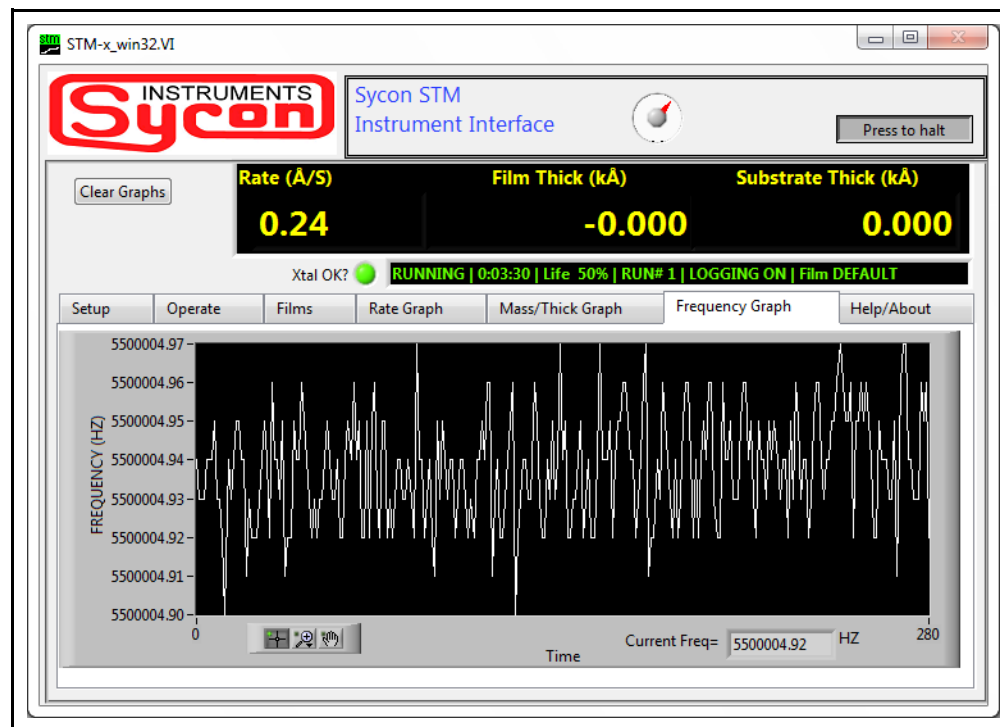 stm
STM-x_win32.VI
INSTRUMENTS
Sycon
Sycon STM
Instrument Interface
Press to halt
Clear Graphs
Rate (Å/S) Film Thick (kÅ) Substrate Thick (kÅ)
0.24 -0.000 0.000
Xtal OK? RUNNING | 0:03:30 | Life 50% | RUN# 1 | LOGGING ON | Film DEFAULT
Setup Operate Films Rate Graph Mass/Thick Graph Frequency Graph Help/About
FREQUENCY (HZ)
5500004.97
5500004.96
5500004.95
5500004.94
5500004.93
5500004.92
5500004.91
5500004.90
0 280
Time
Current Freq= 5500004.92 HZ